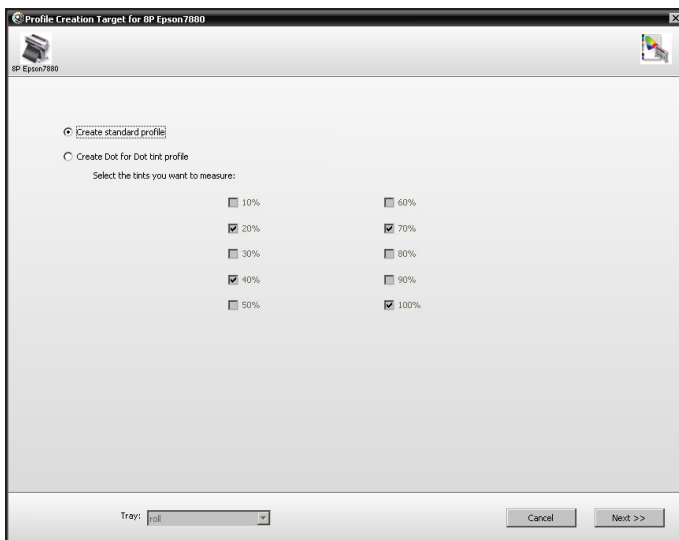 Profile Creation Target for 8P Epson7880
8P Epson7880
Create standard profile
Create Dot for Dot tint profile
Select the tints you want to measure:
10% 60%
20% 70%
30% 80%
40% 90%
50% 100%
Tray: roll Cancel Next >>